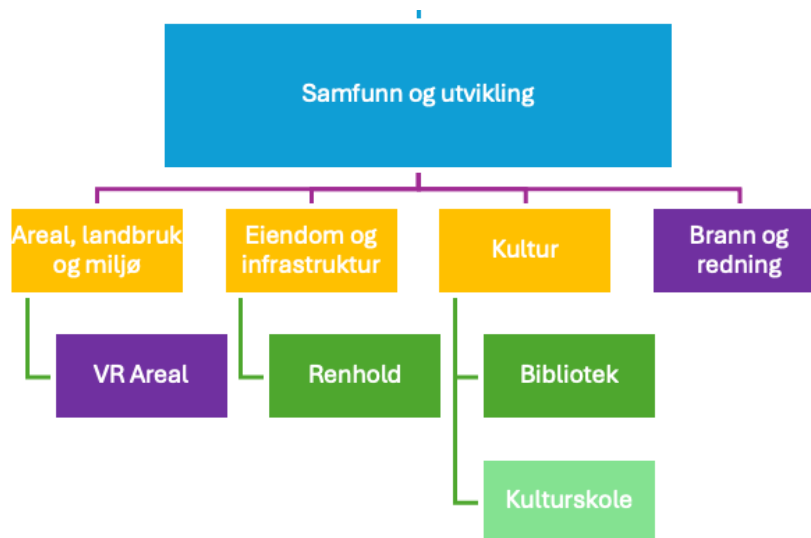 Samfunn og utvikling
Areal, landbruk
og miljø
Eiendom og
infrastruktur
Kultur
Brann og
redning
VR Areal
Renhold
Bibliotek
Kulturskole